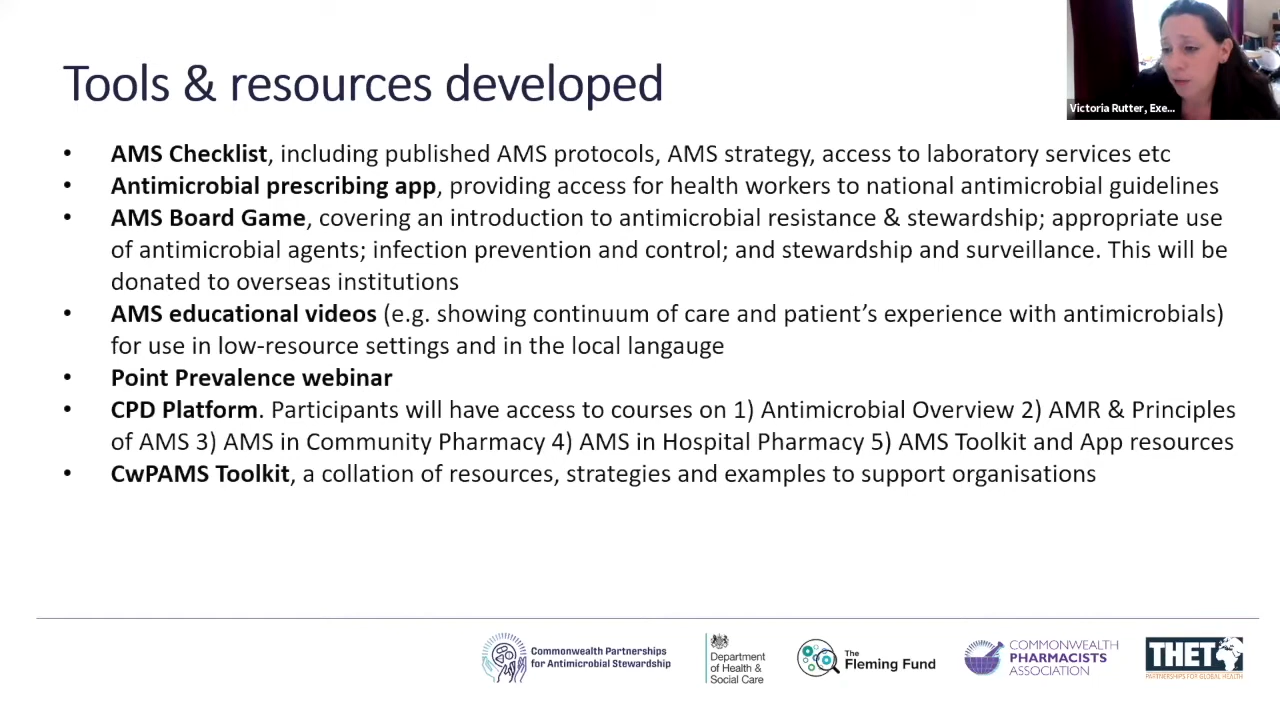 Tools & resources developed
Victoria Rutter, Exe...
• AMS Checklist, including published AMS protocols, AMS strategy, access to laboratory services etc
• Antimicrobial prescribing app, providing access for health workers to national antimicrobial guidelines
• AMS Board Game, covering an introduction to antimicrobial resistance & stewardship; appropriate use
of antimicrobial agents; infection prevention and control; and stewardship and surveillance. This will be
donated to overseas institutions
• AMS educational videos (e.g. showing continuum of care and patient's experience with antimicrobials)
for use in low-resource settings and in the local langauge
• Point Prevalence webinar
• CPD Platform. Participants will have access to courses on 1) Antimicrobial Overview 2) AMR & Principles
of AMS 3) AMS in Community Pharmacy 4) AMS in Hospital Pharmacy 5) AMS Toolkit and App resources
• CwPAMS Toolkit, a collation of resources, strategies and examples to support organisations
Commonwealth Partnerships
for Antimicrobial Stewardship
Department
of Health &
Social Care
The
Fleming Fund
COMMONWEALTH
PHARMACISTS
ASSOCIATION
THET
PARTNERSHIPS FOR GLOBAL HEALTH